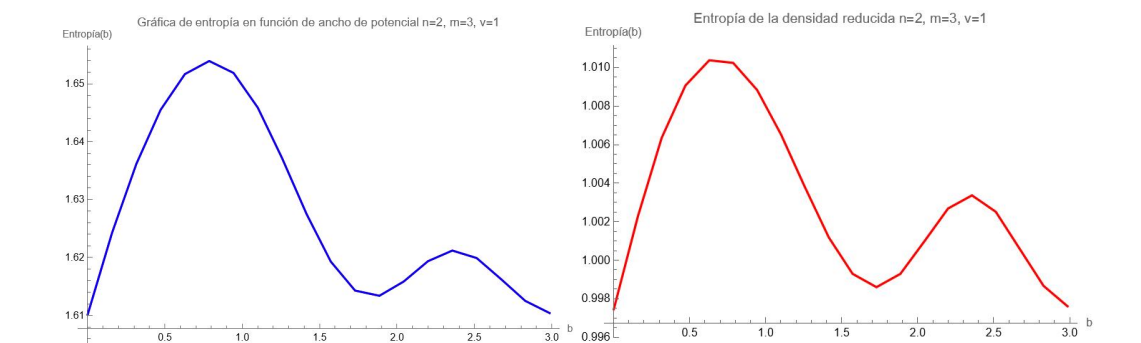 Gráfica de entropía en función de ancho de potencial n=2, m=3, v=1
Entropía(b)
1.65
1.64
1.63
1.62
1.61
0.5 1.0 1.5 2.0 2.5 3.0
b
Entropía de la densidad reducida n=2, m=3, v=1
Entropía(b)
1.010
1.008
1.006
1.004
1.002
1.000
0.998
0.996
0.5 1.0 1.5 2.0 2.5 3.0
b